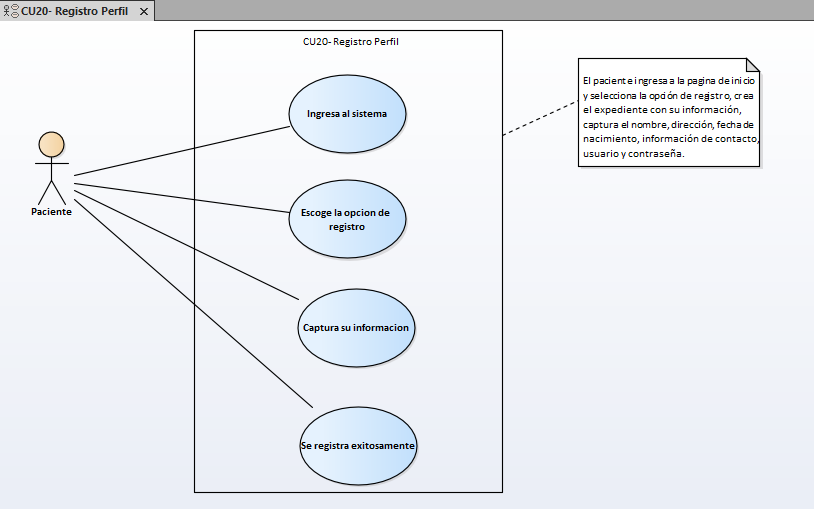 CU20- Registro Perfil
CU20- Registro Perfil
Ingresa al sistema
Escoge la opcion de
registro
Captura su informacion
Se registra exitosamente
Paciente
El paciente ingresa a la pagina de inicio
y selecciona la opción de registro, crea
el expediente con su información,
captura el nombre, dirección, fecha de
nacimiento, información de contacto,
usuario y contraseña.